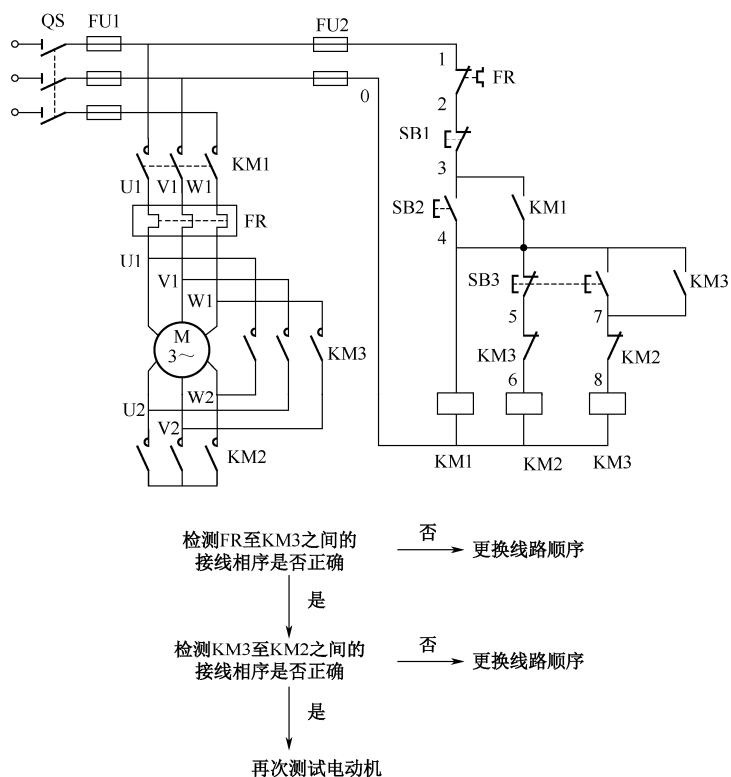 QS
FU1
FU2
1
0
FR
2
SB1
3
KM1
U1
V1
W1
SB2
KM1
4
FR
U1
V1
W1
SB3
KM3
5
7
M
3～
KM3
KM3
KM2
6
8
W2
U2
V2
KM2
KM1
KM2
KM3
检测FR至KM3之间的
接线相序是否正确
否
更换线路顺序
是
检测KM3至KM2之间的
接线相序是否正确
否
更换线路顺序
是
再次测试电动机